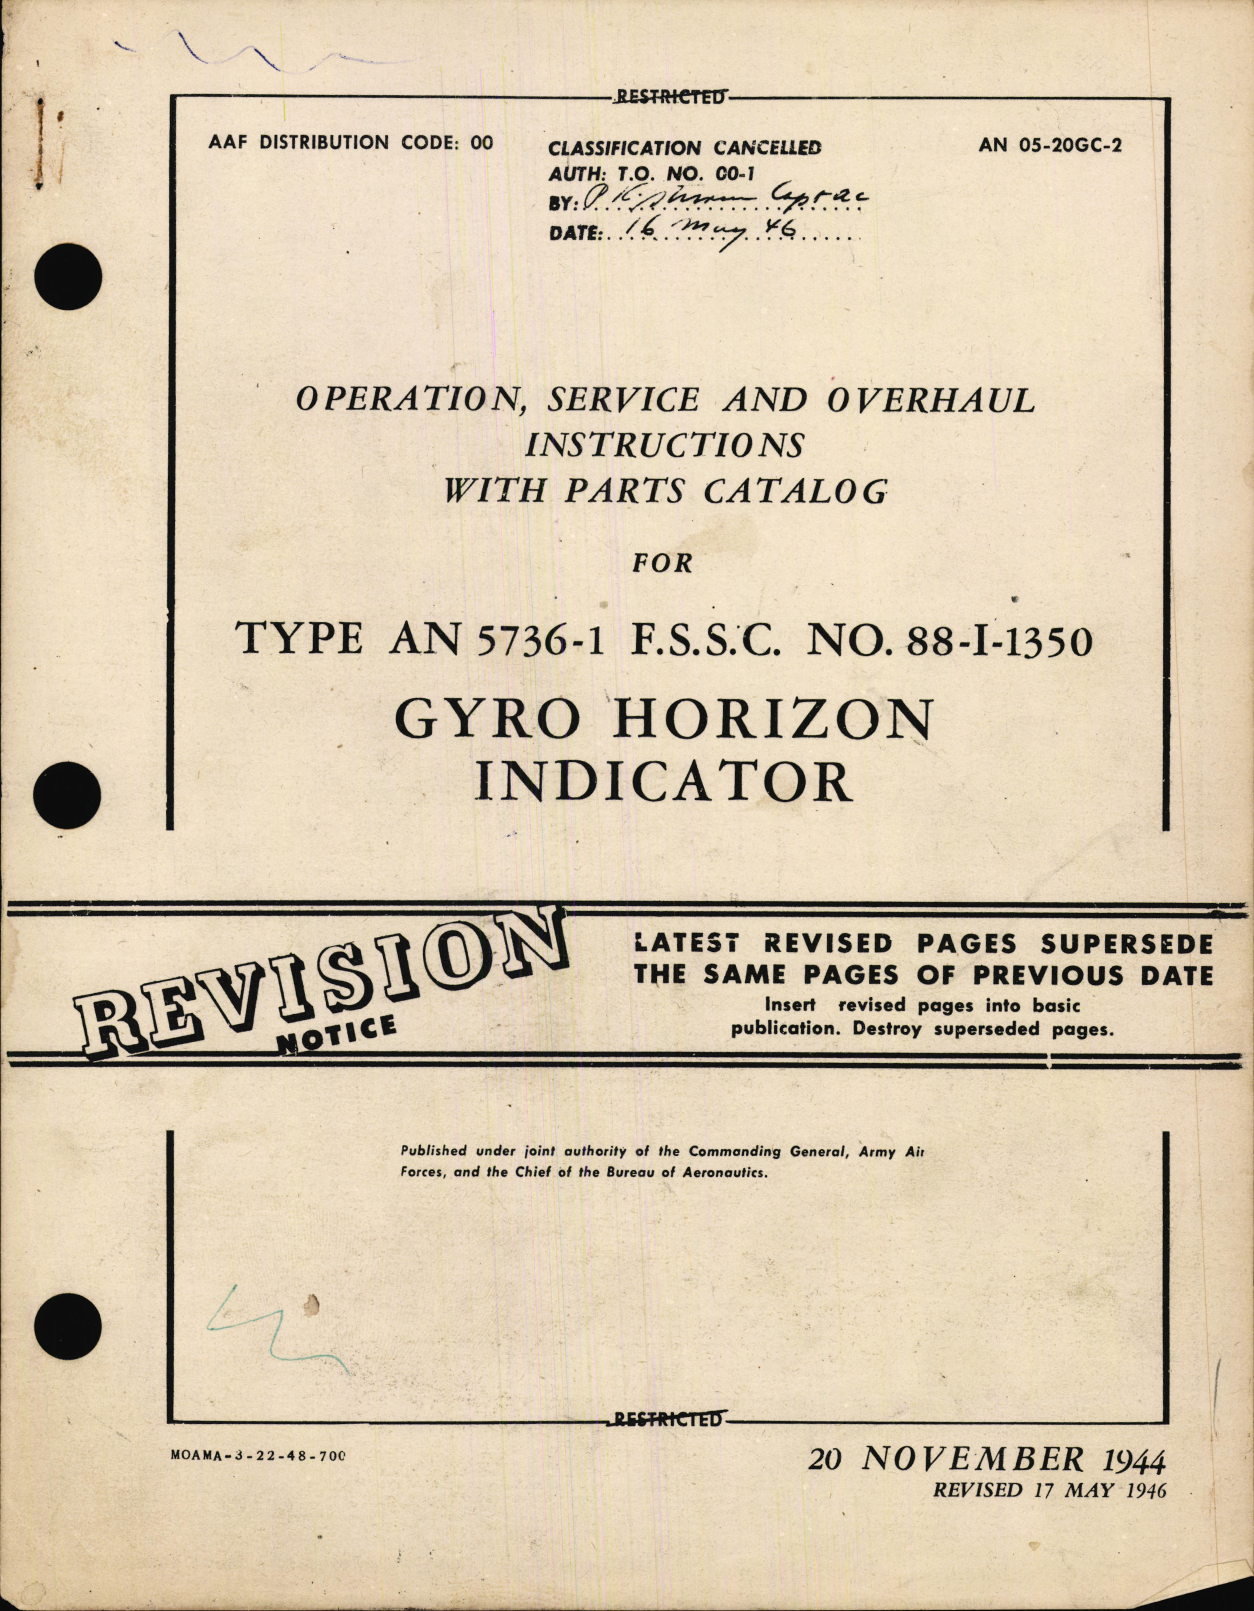 RESTRICTED
AAF DISTRIBUTION CODE: 00
CLASSIFICATION CANCELLED
AUTH: T.O. NO. 00-1
BY:
DATE: 16 May 46
AN 05-20GC-2
OPERATION, SERVICE AND OVERHAUL
INSTRUCTIONS
WITH PARTS CATALOG
FOR
TYPE AN 5736-1 F.S.S.C. NO. 88-I-1350
GYRO HORIZON
INDICATOR
REVISION
NOTICE
LATEST REVISED PAGES SUPERSEDE
THE SAME PAGES OF PREVIOUS DATE
Insert revised pages into basic
publication. Destroy superseded pages.
Published under joint authority of the Commanding General, Army Air
Forces, and the Chief of the Bureau of Aeronautics.
RESTRICTED
MOAMA-3-22-48-700
20 NOVEMBER 1944
REVISED 17 MAY 1946